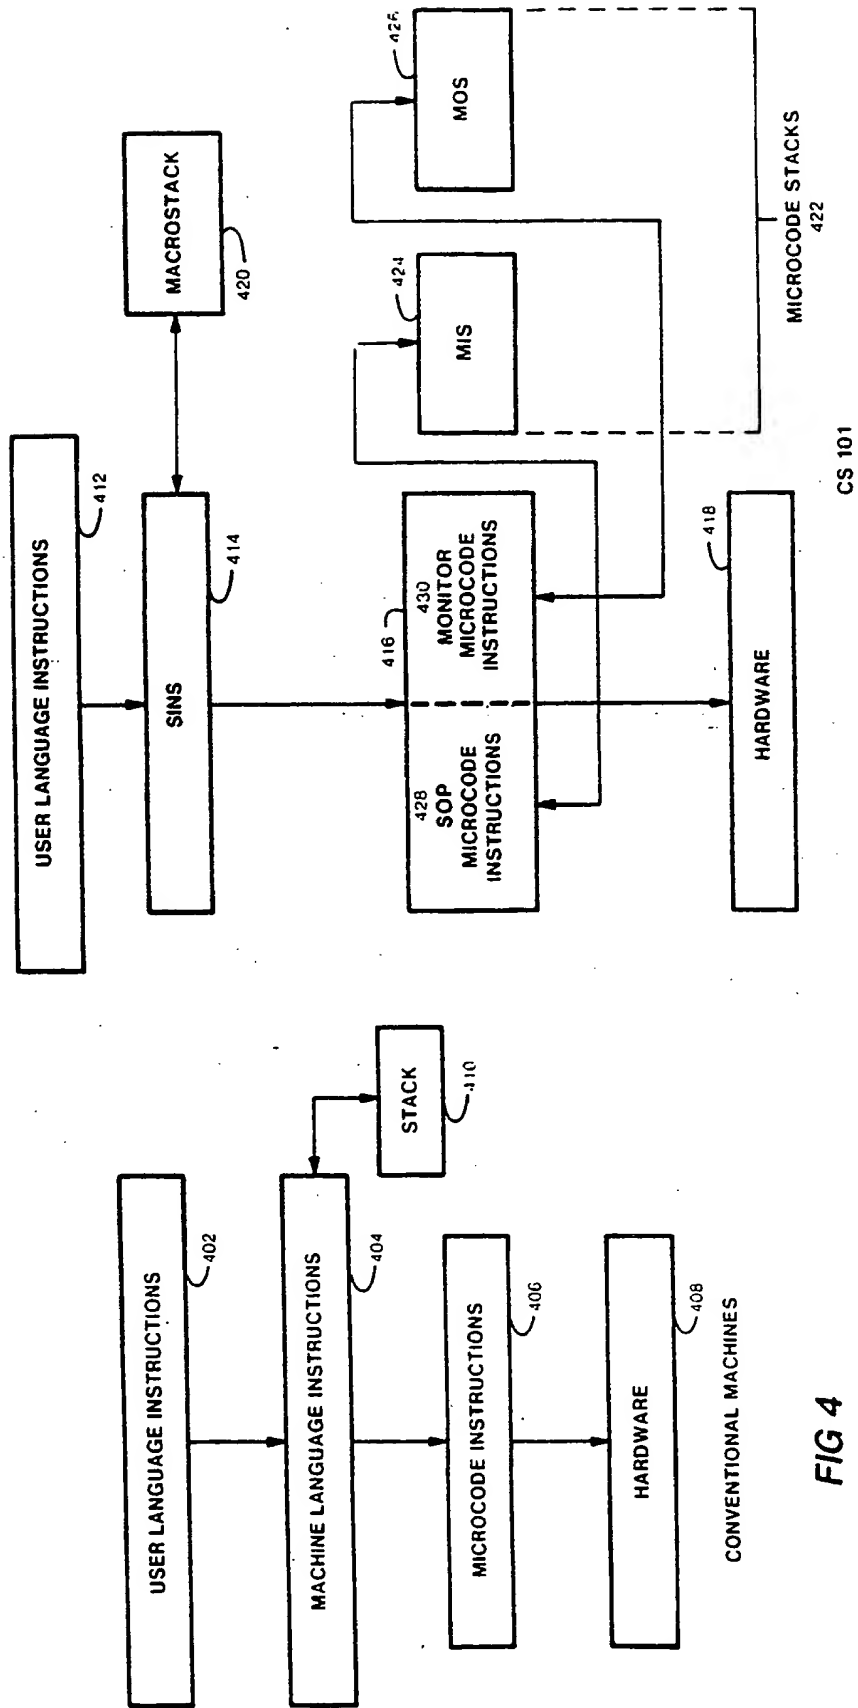 USER LANGUAGE INSTRUCTIONS
402
MACHINE LANGUAGE INSTRUCTIONS
404
STACK
410
MICROCODE INSTRUCTIONS
406
HARDWARE
408
CONVENTIONAL MACHINES
USER LANGUAGE INSTRUCTIONS
412
SINS
414
MACROSTACK
420
416
428
SOP
MICROCODE
INSTRUCTIONS
430
MONITOR
MICROCODE
INSTRUCTIONS
MIS
424
MOS
426
MICROCODE STACKS
422
HARDWARE
418
CS 101
FIG 4